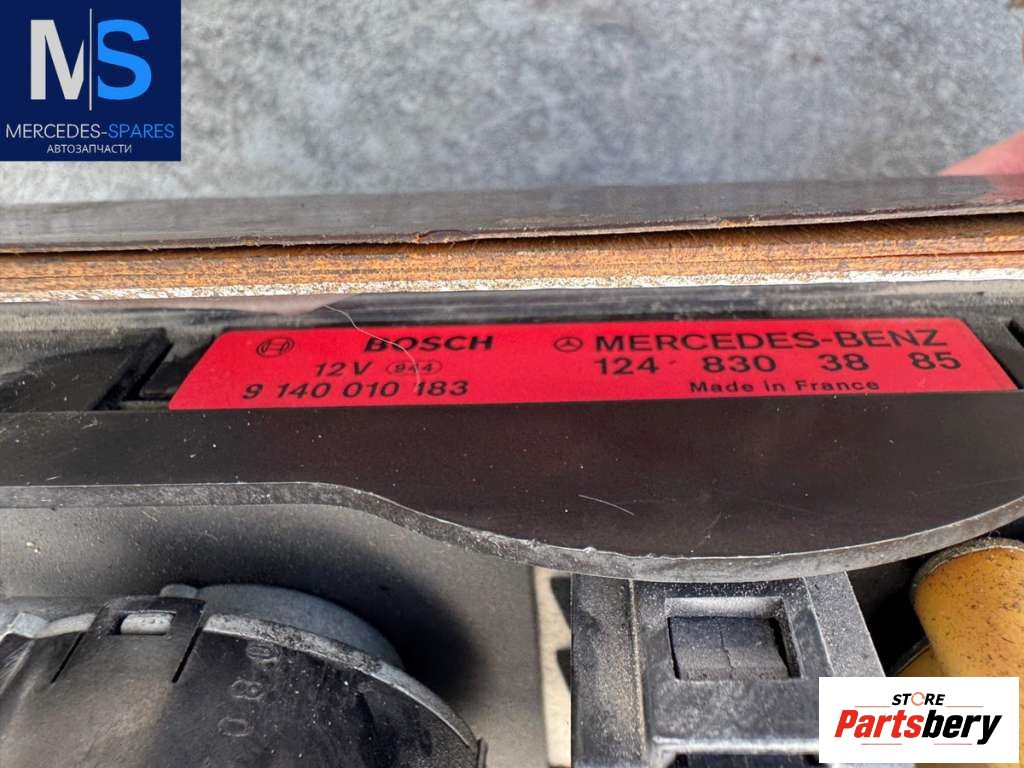 MS
MERCEDES-SPARES
АВТОЗАПЧАСТИ
BOSCH
12V 944
9 140 010 183
MERCEDES-BENZ
124 830 38 85
Made in France
STORE
Partsbery